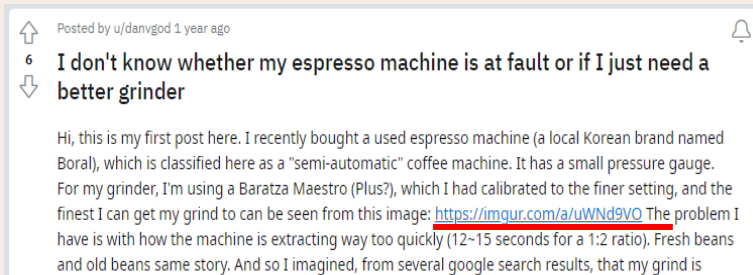 Posted by u/danvgod 1 year ago
6
I don't know whether my espresso machine is at fault or if I just need a
better grinder
Hi, this is my first post here. I recently bought a used espresso machine (a local Korean brand named
Boral), which is classified here as a "semi-automatic" coffee machine. It has a small pressure gauge.
For my grinder, I'm using a Baratza Maestro (Plus?), which I had calibrated to the finer setting, and the
finest I can get my grind to can be seen from this image: https://imgur.com/a/uWNd9VO The problem I
have is with how the machine is extracting way too quickly (12~15 seconds for a 1:2 ratio). Fresh beans
and old beans same story. And so I imagined, from several google search results, that my grind is